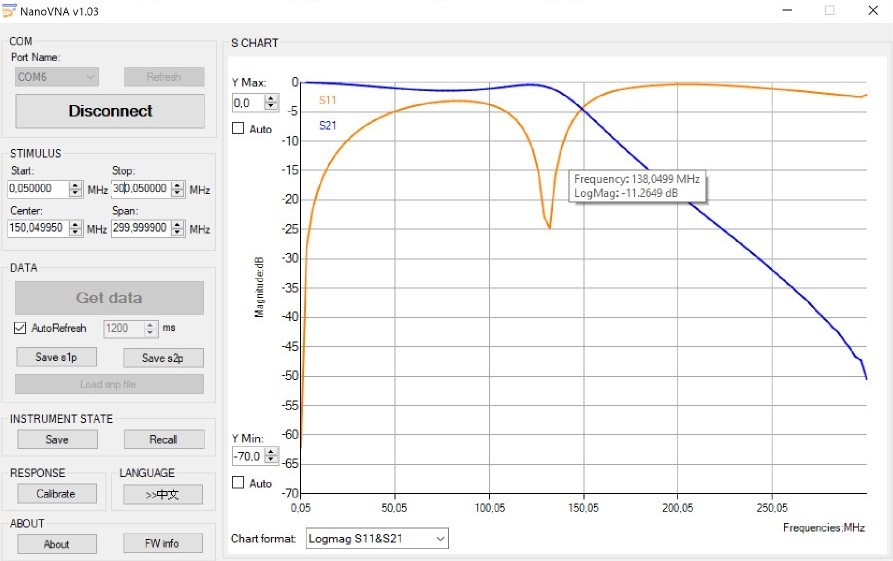 NanoVNA v1.03
COM
Port Name:
COM6
Refresh
Disconnect
STIMULUS
Start:
Stop:
0,050000
MHz
300,050000
MHz
Center:
Span:
150,049950
MHz
299,999900
MHz
DATA
Get data
AutoRefresh
1200
ms
Save s1p
Save s2p
Load snp file
INSTRUMENT STATE
Save
Recall
RESPONSE
Calibrate
LANGUAGE
>>中文
ABOUT
About
FW info
S CHART
Y Max:
0,0
Auto
S11
S21
0
-5
-10
-15
-20
-25
-30
-35
-40
-45
-50
-55
-60
-65
-70
Magnitude:dB
Frequency: 138,0499 MHz
LogMag: -11.2649 dB
Y Min:
-70.0
Auto
0,05
50,05
100,05
150,05
200,05
250,05
Frequencies:MHz
Chart format:
Logmag S11&S21